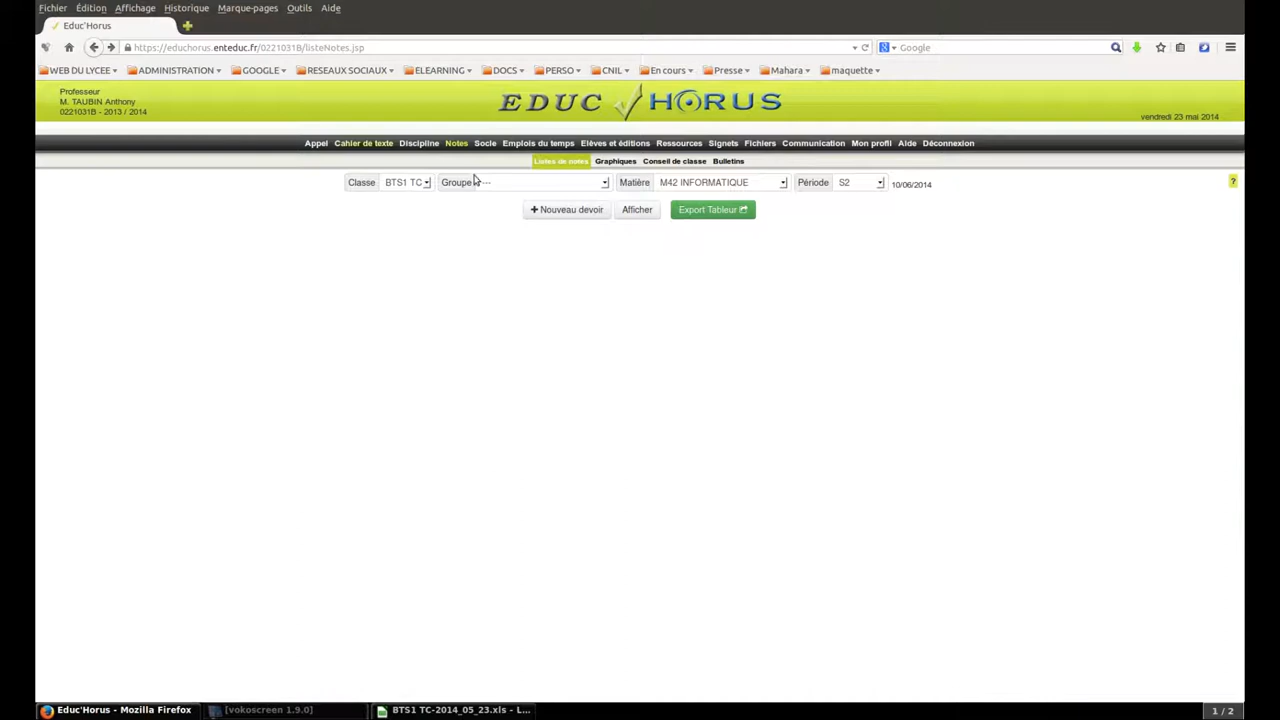 Fichier Édition Affichage Historique Marque-pages Outils Aide
Educ'Horus
https://educhorus.enteduc.fr/0221031B/listeNotes.jsp
Google
WEB DU LYCEE ADMINISTRATION GOOGLE RESEAUX SOCIAUX ELEARNING DOCS PERSO CNIL En cours Presse Mahara maquette
Professeur
M. TAUBIN Anthony
0221031B - 2013 / 2014
EDUC HORUS
vendredi 23 mai 2014
Appel Cahier de texte Discipline Notes Socle Emplois du temps Elèves et éditions Ressources Signets Fichiers Communication Mon profil Aide Déconnexion
Listes de notes Graphiques Conseil de classe Bulletins
Classe BTS1 TC Groupe --- Matière M42 INFORMATIQUE Période S2 10/06/2014
?
+ Nouveau devoir Afficher Export Tableur
Educ'Horus - Mozilla Firefox [vokoscreen 1.9.0] BTS1 TC-2014_05_23.xls - L... 1 / 2